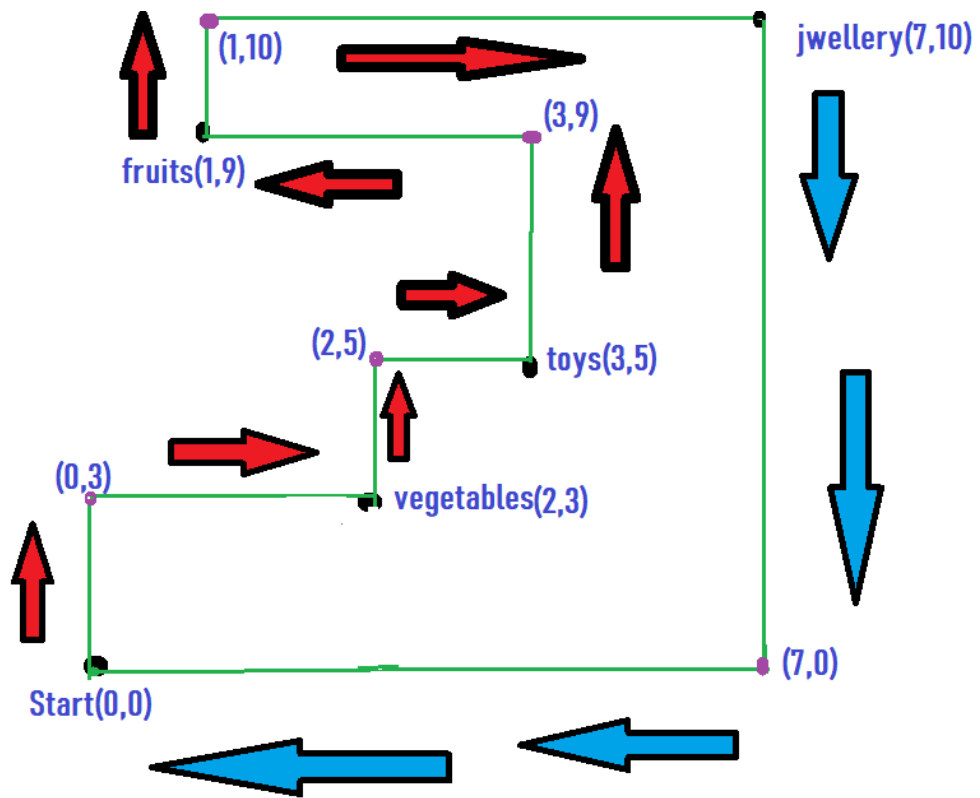 (1,10)
jwellery(7,10)
(3,9)
fruits(1,9)
(2,5)
toys(3,5)
(0,3)
vegetables(2,3)
(7,0)
Start(0,0)